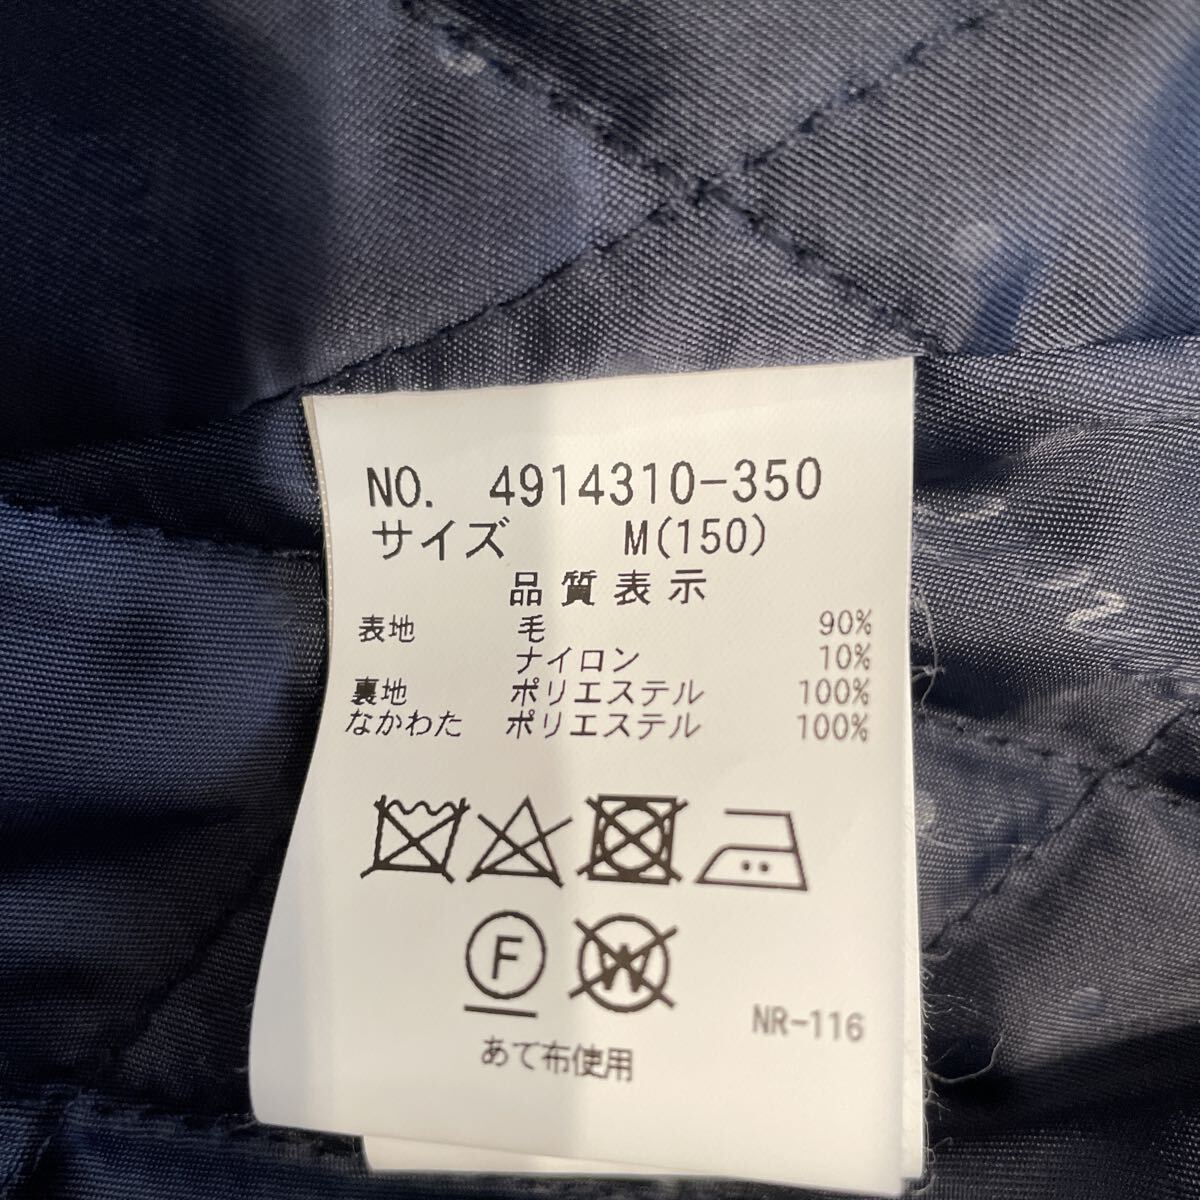 NO. 4914310-350
サイズ M(150)
品質表示
表地 毛 90%
ナイロン 10%
裏地 ポリエステル 100%
なかわた ポリエステル 100%
F W
NR-116
あて布使用